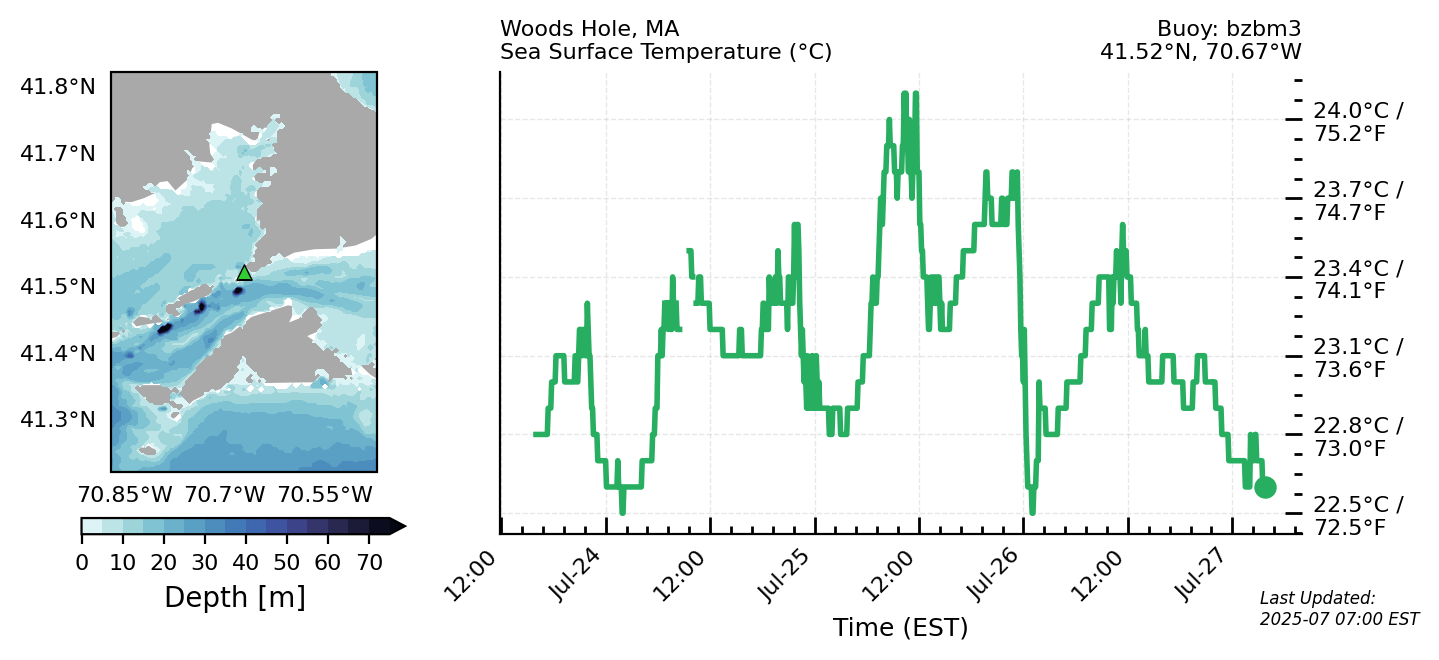 Woods Hole, MA
Sea Surface Temperature (°C)
Buoy: bzbm3
41.52°N, 70.67°W
41.8°N
41.7°N
41.6°N
41.5°N
41.4°N
41.3°N
70.85°W 70.7°W 70.55°W
0 10 20 30 40 50 60 70
Depth [m]
24.0°C /
75.2°F
23.7°C /
74.7°F
23.4°C /
74.1°F
23.1°C /
73.6°F
22.8°C /
73.0°F
22.5°C /
72.5°F
12:00 Jul-24 12:00 Jul-25 12:00 Jul-26 12:00 Jul-27
Time (EST)
Last Updated:
2025-07 07:00 EST